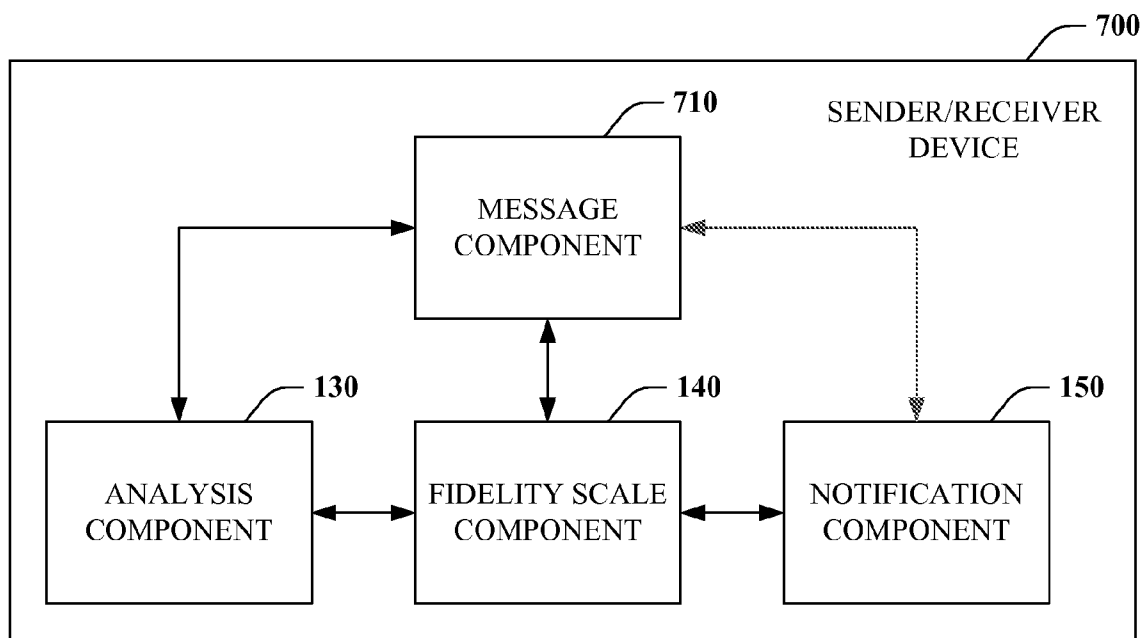 700
SENDER/RECEIVER
DEVICE
710
MESSAGE
COMPONENT
130
ANALYSIS
COMPONENT
140
FIDELITY SCALE
COMPONENT
150
NOTIFICATION
COMPONENT